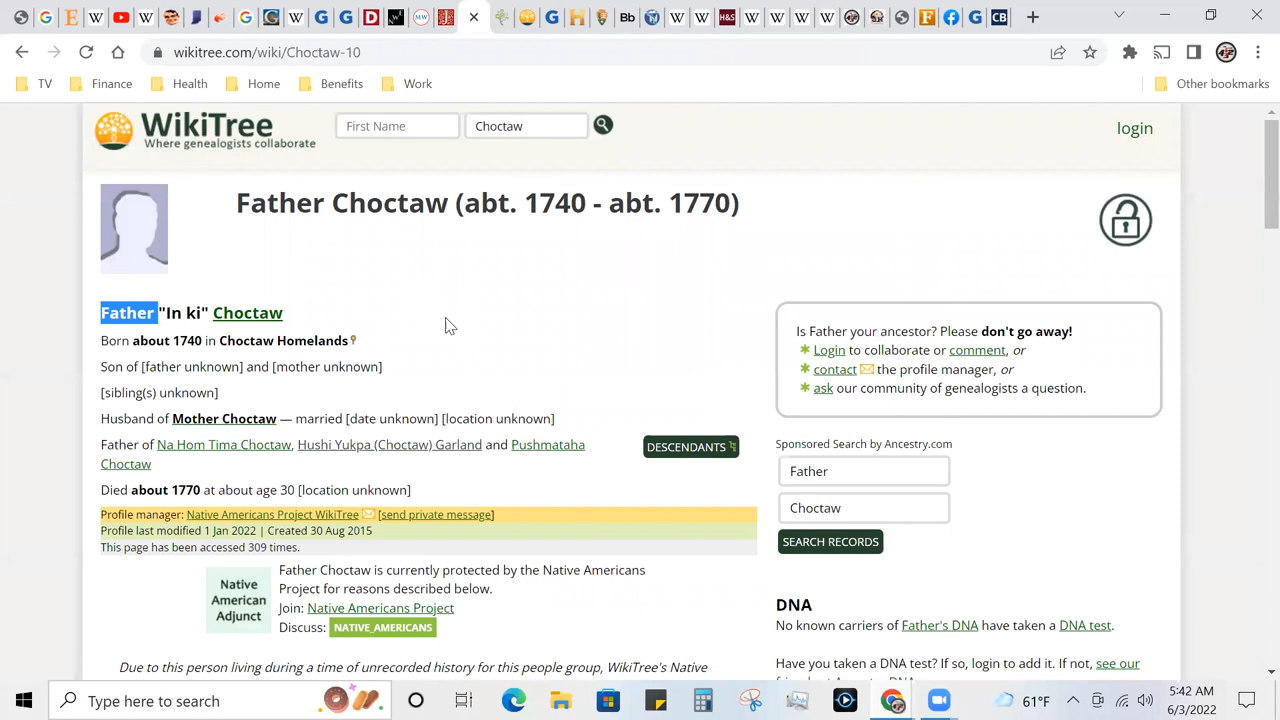 wikitree.com/wiki/Choctaw-10
TV
Finance
Health
Home
Benefits
Work
Other bookmarks
WikiTree
Where genealogists collaborate
First Name
Choctaw
login
Father Choctaw (abt. 1740 - abt. 1770)
Father "In ki" Choctaw
Born about 1740 in Choctaw Homelands
Son of [father unknown] and [mother unknown]
[sibling(s) unknown]
Husband of Mother Choctaw — married [date unknown] [location unknown]
Father of Na Hom Tima Choctaw, Hushi Yukpa (Choctaw) Garland and Pushmataha
Choctaw
DESCENDANTS
Died about 1770 at about age 30 [location unknown]
Profile manager: Native Americans Project WikiTree [send private message]
Profile last modified 1 Jan 2022 | Created 30 Aug 2015
This page has been accessed 309 times.
Native
American
Adjunct
Father Choctaw is currently protected by the Native Americans
Project for reasons described below.
Join: Native Americans Project
Discuss: NATIVE_AMERICANS
Due to this person living during a time of unrecorded history for this people group, WikiTree's Native
Is Father your ancestor? Please don't go away!
Login to collaborate or comment, or
contact the profile manager, or
ask our community of genealogists a question.
Sponsored Search by Ancestry.com
Father
Choctaw
SEARCH RECORDS
DNA
No known carriers of Father's DNA have taken a DNA test.
Have you taken a DNA test? If so, login to add it. If not, see our
Type here to search
61°F
5:42 AM
6/3/2022